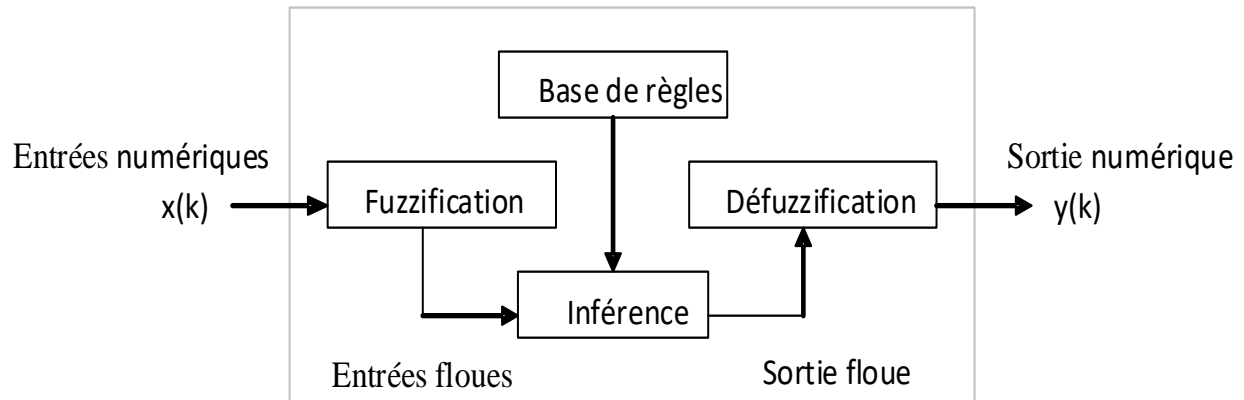 Base de règles
Entrées numériques
x(k)
Fuzzification
Défuzzification
Sortie numérique
y(k)
Inférence
Entrées floues
Sortie floue